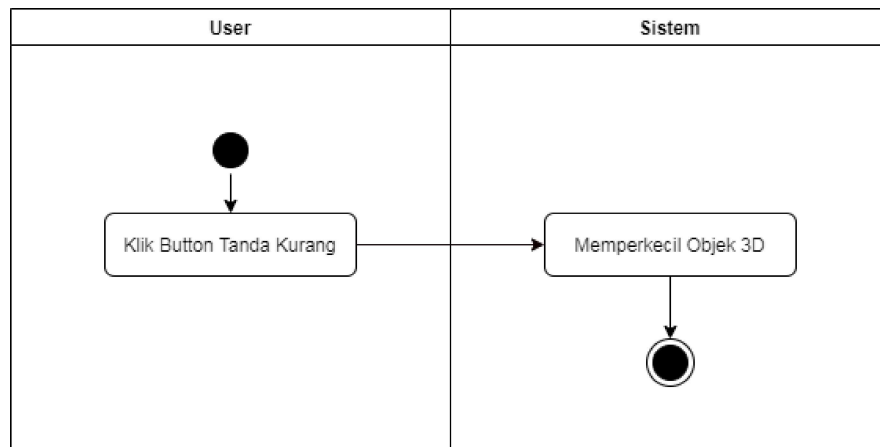 User
Sistem
Klik Button Tanda Kurang
Memperkecil Objek 3D